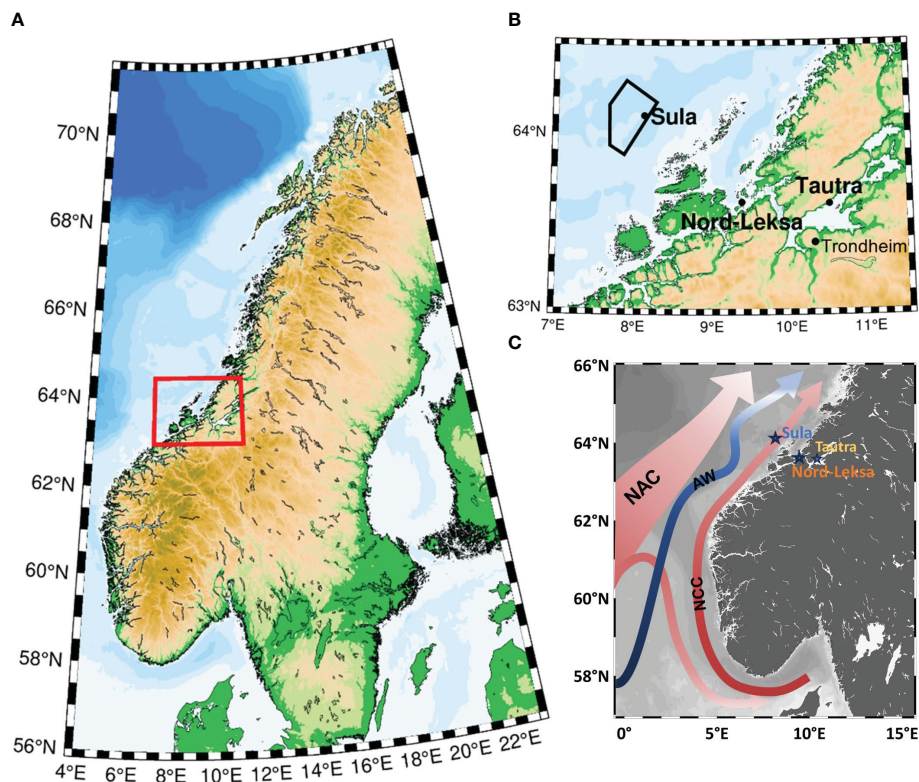 A
70°N
68°N
66°N
64°N
62°N
60°N
58°N
56°N
4°E 6°E 8°E 10°E 12°E 14°E 16°E 18°E 20°E 22°E
B
64°N
63°N
Sula
Tautra
Nord-Leksa
Trondheim
7°E 8°E 9°E 10°E 11°E
C
66°N
64°N
62°N
60°N
58°N
Sula
Tautra
Nord-Leksa
NAC
AW
NCC
0° 5°E 10°E 15°E